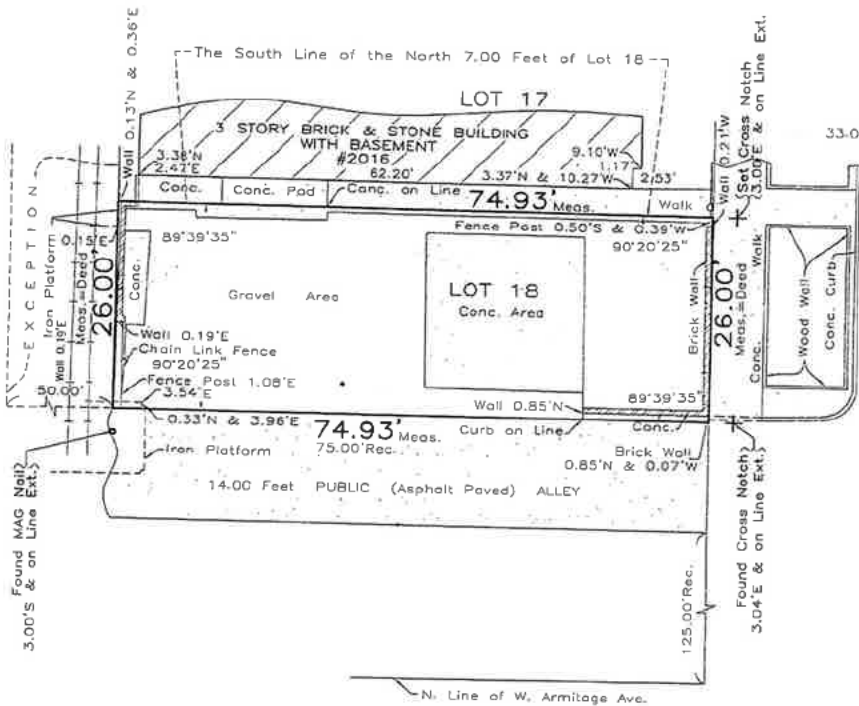 The South Line of the North 7.00 Feet of Lot 18
Wall 0.13'N & 0.36'E
LOT 17
3 STORY BRICK & STONE BUILDING
WITH BASEMENT
#2016
62.20'
9.10'W
1.17'
2.53'
3.38'N
2.47'E
3.37'N & 10.27'W
Conc.
Conc. Pad
Conc. on Line
74.93' Meas.
Walk
Wall 0.21'W
Set Cross Notch
(3.00'E & on Line Ext.
33-0
EXCEPTION
Iron Platform
0.15'E
26.00'
Meas.=Deed
Wall 0.19'E
50.00'
89°39'35"
Conc.
Fence Post 0.50'S & 0.39'W
90°20'25"
Gravel Area
LOT 18
Conc. Area
Brick Wall
26.00'
Meas.=Deed
Conc. Walk
Wood Wall
Conc. Curb
Wall 0.19'E
Chain Link Fence
90°20'25"
Fence Post 1.08'E
3.54'E
0.33'N & 3.96'E
Wall 0.85'N
89°39'35"
74.93' Meas.
75.00'Rec.
Curb on Line
Conc.
Iron Platform
Brick Wall
0.85'N & 0.07'W
14.00 Feet PUBLIC (Asphalt Paved) ALLEY
Found MAG Nail)
3.00'S & on Line Ext.)
Found Cross Notch)
3.04'E & on Line Ext.)
125.00'Rec.
N. Line of W. Armitage Ave.